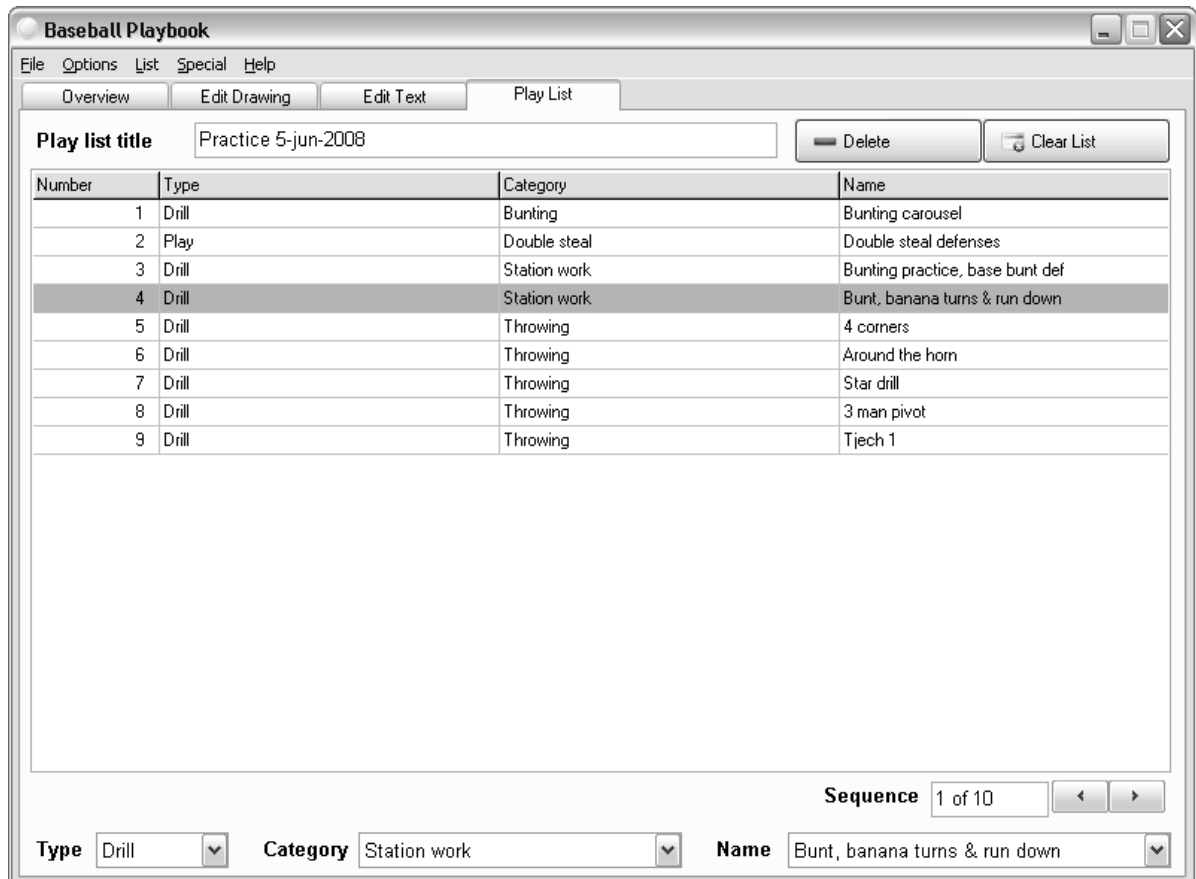 Baseball Playbook
File Options List Special Help
Overview Edit Drawing Edit Text Play List
Play list title Practice 5-jun-2008 Delete Clear List
Number Type Category Name
1 Drill Bunting Bunting carousel
2 Play Double steal Double steal defenses
3 Drill Station work Bunting practice, base bunt def
4 Drill Station work Bunt, banana turns & run down
5 Drill Throwing 4 corners
6 Drill Throwing Around the horn
7 Drill Throwing Star drill
8 Drill Throwing 3 man pivot
9 Drill Throwing Tjech 1
Sequence 1 of 10
Type Drill Category Station work Name Bunt, banana turns & run down